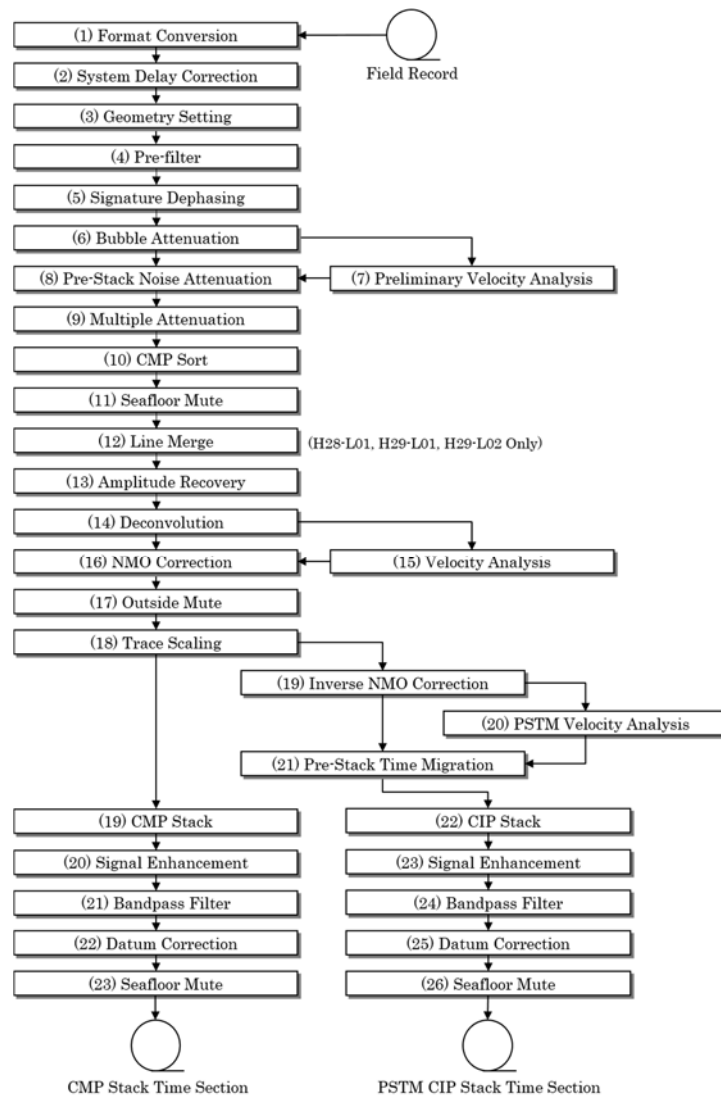 (1) Format Conversion
Field Record
(2) System Delay Correction
(3) Geometry Setting
(4) Pre-filter
(5) Signature Dephasing
(6) Bubble Attenuation
(8) Pre-Stack Noise Attenuation
(7) Preliminary Velocity Analysis
(9) Multiple Attenuation
(10) CMP Sort
(11) Seafloor Mute
(12) Line Merge
(H28-L01, H29-L01, H29-L02 Only)
(13) Amplitude Recovery
(14) Deconvolution
(16) NMO Correction
(15) Velocity Analysis
(17) Outside Mute
(18) Trace Scaling
(19) Inverse NMO Correction
(20) PSTM Velocity Analysis
(21) Pre-Stack Time Migration
(19) CMP Stack
(22) CIP Stack
(20) Signal Enhancement
(23) Signal Enhancement
(21) Bandpass Filter
(24) Bandpass Filter
(22) Datum Correction
(25) Datum Correction
(23) Seafloor Mute
(26) Seafloor Mute
CMP Stack Time Section
PSTM CIP Stack Time Section